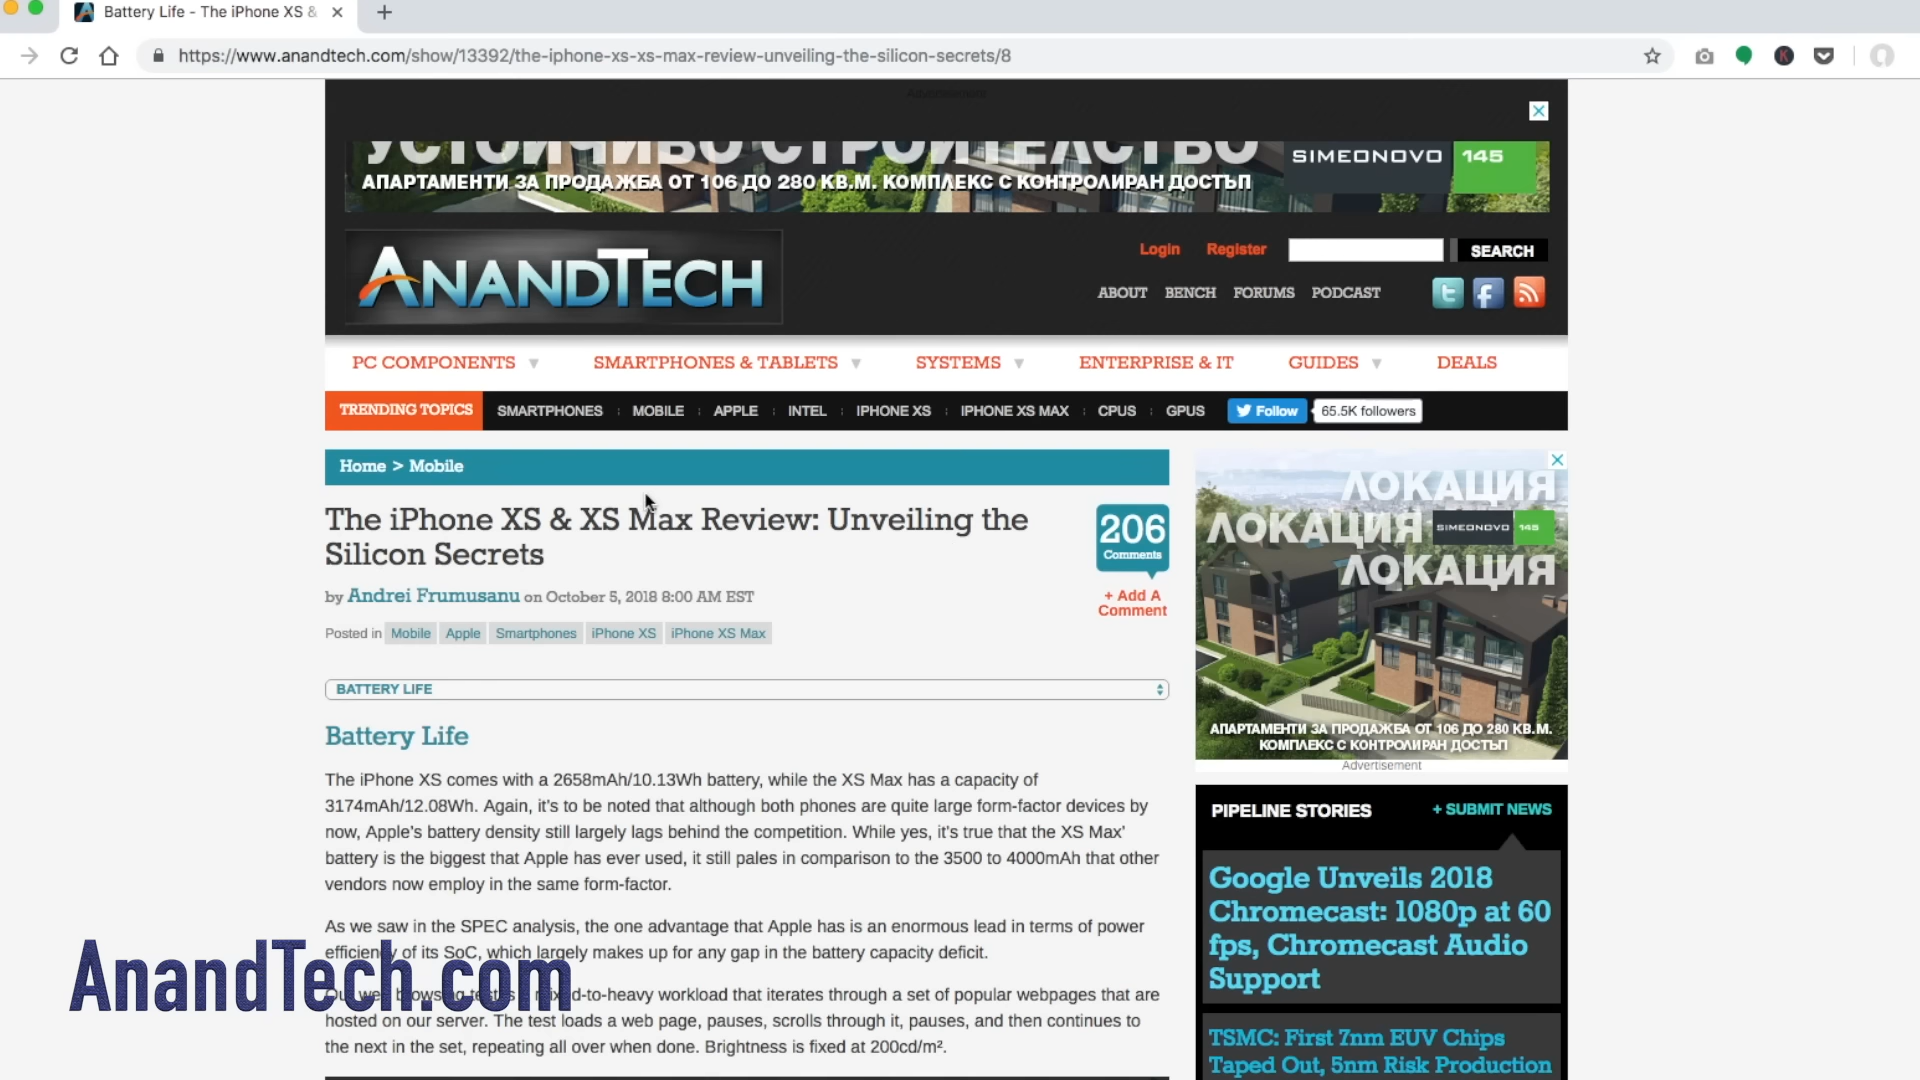 Battery Life - The iPhone XS &
https://www.anandtech.com/show/13392/the-iphone-xs-xs-max-review-unveiling-the-silicon-secrets/8
Advertisement
УСТОЙЧИВО СТРОИТЕЛСТВО
АПАРТАМЕНТИ ЗА ПРОДАЖБА ОТ 106 ДО 280 КВ.М. КОМПЛЕКС С КОНТРОЛИРАН ДОСТЪП
SIMEONOVO 145
ANANDTECH
Login Register SEARCH
ABOUT BENCH FORUMS PODCAST
PC COMPONENTS SMARTPHONES & TABLETS SYSTEMS ENTERPRISE & IT GUIDES DEALS
TRENDING TOPICS SMARTPHONES MOBILE APPLE INTEL IPHONE XS IPHONE XS MAX CPUS GPUS Follow 65.5K followers
Home > Mobile
The iPhone XS & XS Max Review: Unveiling the
Silicon Secrets
by Andrei Frumusanu on October 5, 2018 8:00 AM EST
Posted in Mobile Apple Smartphones iPhone XS iPhone XS Max
206
Comments
+ Add A
Comment
BATTERY LIFE
Battery Life
The iPhone XS comes with a 2658mAh/10.13Wh battery, while the XS Max has a capacity of
3174mAh/12.08Wh. Again, it's to be noted that although both phones are quite large form-factor devices by
now, Apple's battery density still largely lags behind the competition. While yes, it's true that the XS Max'
battery is the biggest that Apple has ever used, it still pales in comparison to the 3500 to 4000mAh that other
vendors now employ in the same form-factor.
As we saw in the SPEC analysis, the one advantage that Apple has is an enormous lead in terms of power
efficiency of its SoC, which largely makes up for any gap in the battery capacity deficit.
Our web browsing test is a mixed-to-heavy workload that iterates through a set of popular webpages that are
hosted on our server. The test loads a web page, pauses, scrolls through it, pauses, and then continues to
the next in the set, repeating all over when done. Brightness is fixed at 200cd/m².
AnandTech.com
ЛОКАЦИЯ
ЛОКАЦИЯ SIMEONOVO 145
ЛОКАЦИЯ
АПАРТАМЕНТИ ЗА ПРОДАЖБА ОТ 106 ДО 280 КВ.М.
КОМПЛЕКС С КОНТРОЛИРАН ДОСТЪП
Advertisement
PIPELINE STORIES + SUBMIT NEWS
Google Unveils 2018
Chromecast: 1080p at 60
fps, Chromecast Audio
Support
TSMC: First 7nm EUV Chips
Taped Out, 5nm Risk Production